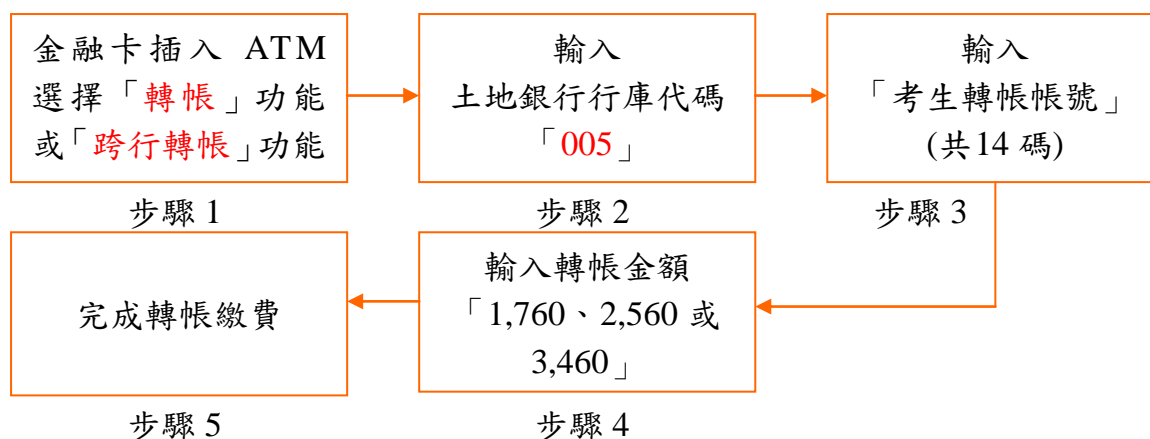 金融卡插入 ATM
選擇「轉帳」功能
或「跨行轉帳」功能
步驟 1
輸入
土地銀行行庫代碼
「005」
步驟 2
輸入
「考生轉帳帳號」
(共14 碼)
步驟 3
輸入轉帳金額
「1,760、2,560 或
3,460」
步驟 4
完成轉帳繳費
步驟 5